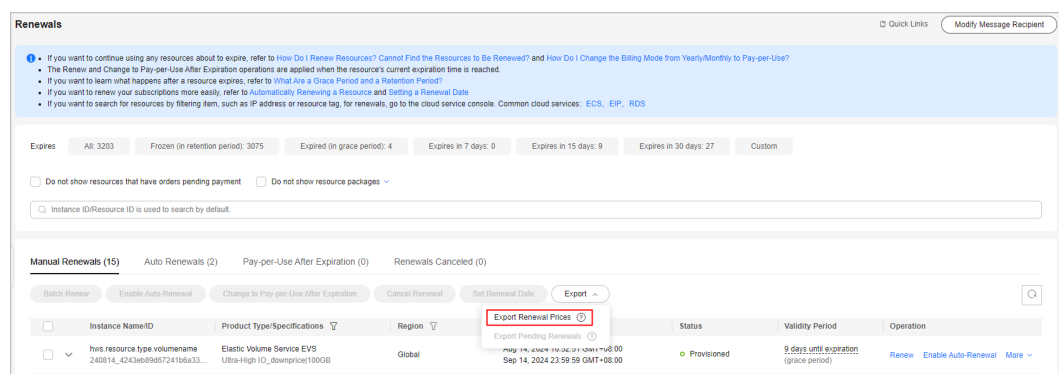 Renewals
Quick Links
Modify Message Recipient
If you want to continue using any resources about to expire, refer to How Do I Renew Resources? Cannot Find the Resources to Be Renewed? and How Do I Change the Billing Mode from Yearly/Monthly to Pay-per-Use?
The Renew and Change to Pay-per-Use After Expiration operations are applied when the resource's current expiration time is reached.
If you want to learn what happens after a resource expires, refer to What Are a Grace Period and a Retention Period?
If you want to renew your subscriptions more easily, refer to Automatically Renewing a Resource and Setting a Renewal Date
If you want to search for resources by filtering item, such as IP address or resource tag, for renewals, go to the cloud service console. Common cloud services: ECS、EIP、RDS
Expires All: 3203 Frozen (in retention period): 3075 Expired (in grace period): 4 Expires in 7 days: 0 Expires in 15 days: 9 Expires in 30 days: 27 Custom
Do not show resources that have orders pending payment Do not show resource packages
Instance ID/Resource ID is used to search by default.
Manual Renewals (15) Auto Renewals (2) Pay-per-Use After Expiration (0) Renewals Canceled (0)
Batch Renew Enable Auto-Renewal Change to Pay-per-Use After Expiration Cancel Renewal Set Renewal Date Export
Export Renewal Prices
Export Pending Renewals
Instance Name/ID Product Type/Specifications Region Status Validity Period Operation
hws.resource.type.volumename Elastic Volume Service EVS Global Aug 14, 2024 16:52:51 GMT+08:00 Provisioned 9 days until expiration Renew Enable Auto-Renewal More
240814_4243eb89d67241b6a33... Ultra-High IO_downprice|100GB Sep 14, 2024 23:59:59 GMT+08:00 (grace period)